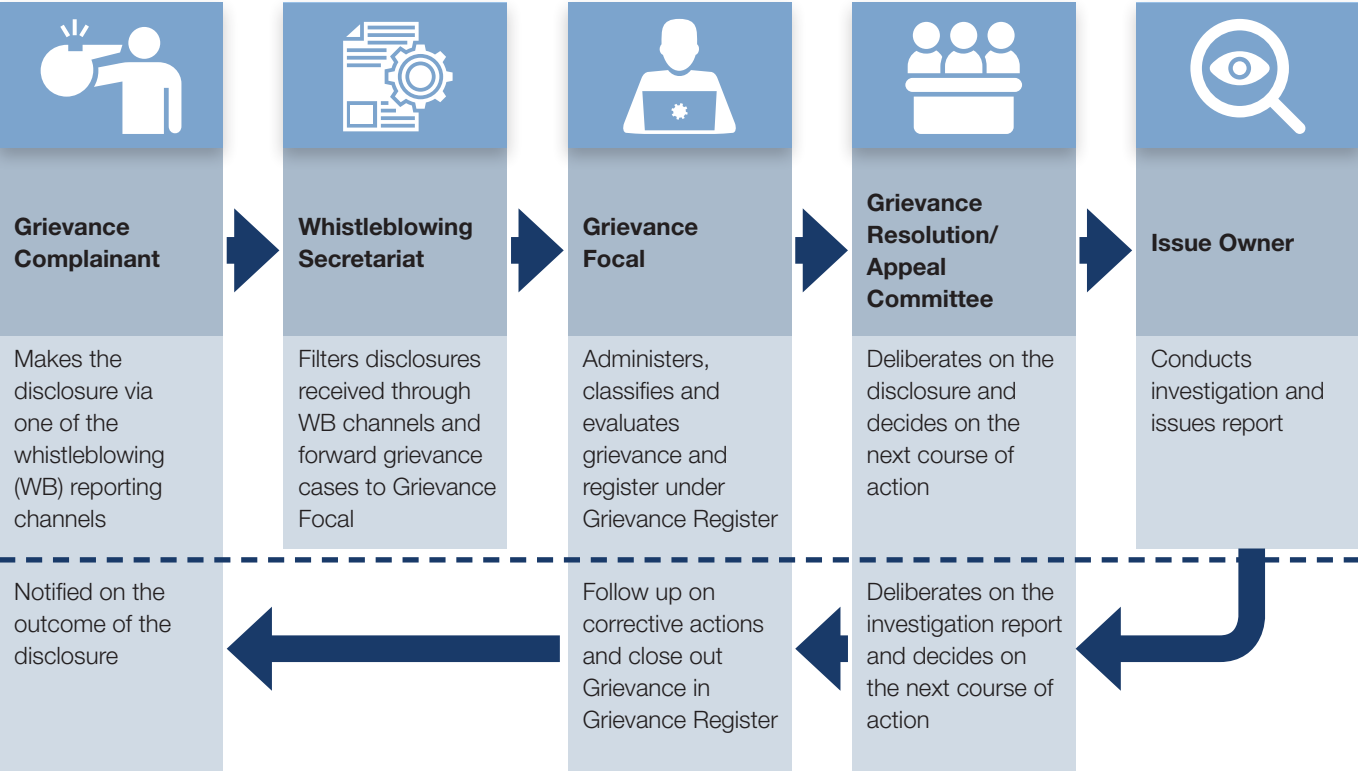 Grievance
Complainant
Whistleblowing
Secretariat
Grievance
Focal
Grievance
Resolution/
Appeal
Committee
Issue Owner
Makes the
disclosure via
one of the
whistleblowing
(WB) reporting
channels
Filters disclosures
received through
WB channels and
forward grievance
cases to Grievance
Focal
Administers,
classifies and
evaluates
grievance and
register under
Grievance Register
Deliberates on the
disclosure and
decides on the
next course of
action
Conducts
investigation and
issues report
Notified on the
outcome of the
disclosure
Follow up on
corrective actions
and close out
Grievance in
Grievance Register
Deliberates on the
investigation report
and decides on
the next course of
action